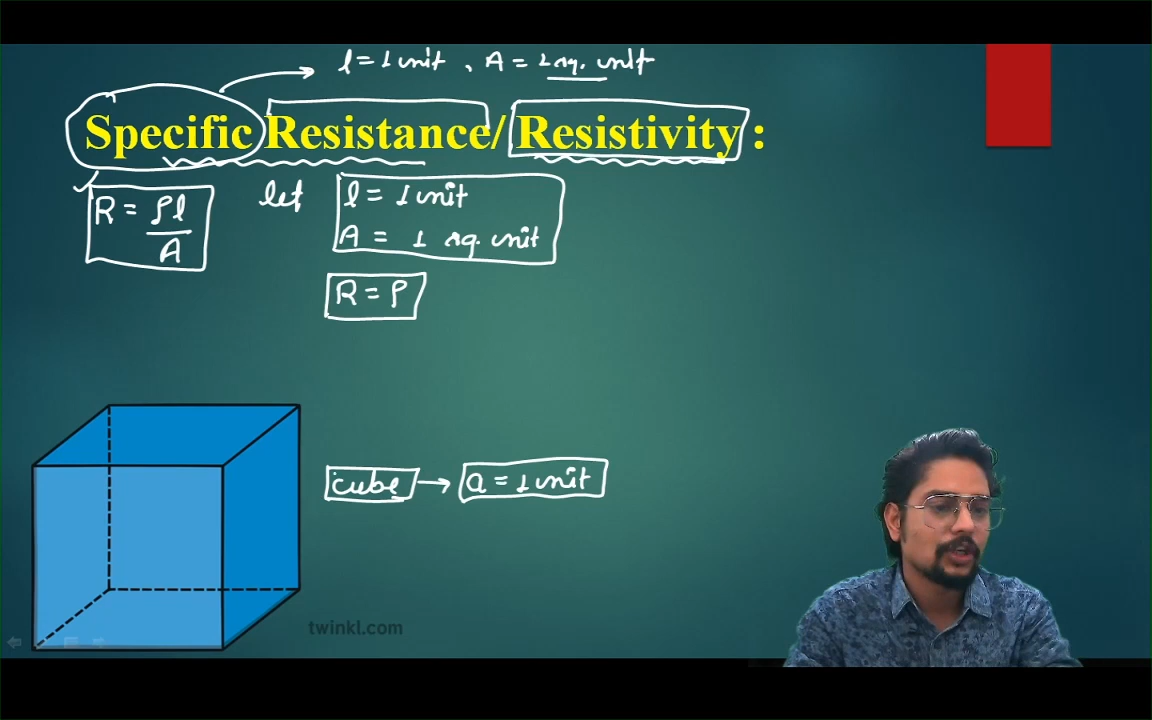 l = 1 unit , A = 1 sq. unit
Specific Resistance/ Resistivity :
R = ρl/A let l = 1 unit
A = 1 sq. unit
R = ρ
cube → a = 1 unit
twinkl.com